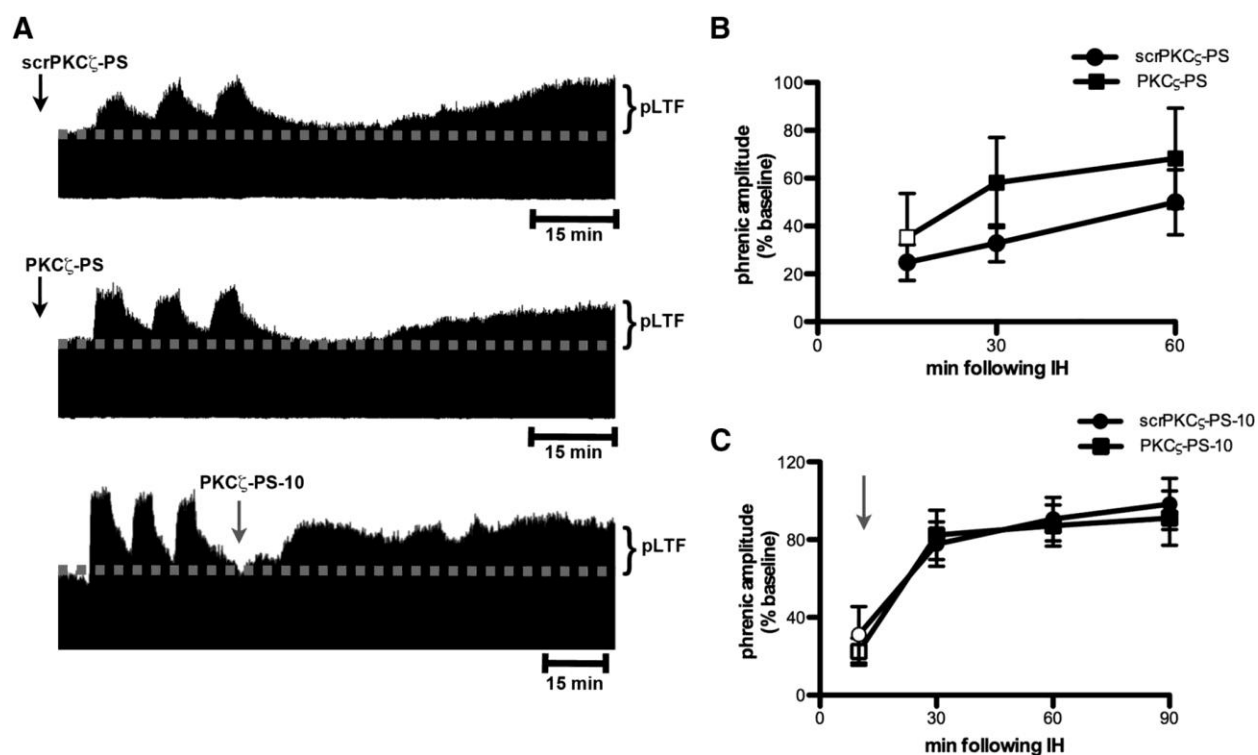 A
scrPKCζ-PS
pLTF
15 min
PKCζ-PS
pLTF
15 min
PKCζ-PS-10
pLTF
15 min
B
scrPKCς-PS
PKCς-PS
100
80
60
40
20
0
phrenic amplitude
(% baseline)
0
30
60
min following IH
C
scrPKCς-PS-10
PKCς-PS-10
120
80
40
0
phrenic amplitude
(% baseline)
0
30
60
90
min following IH